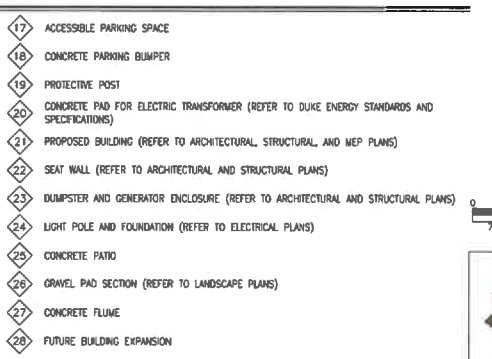 17 ACCESSIBLE PARKING SPACE
18 CONCRETE PARKING BUMPER
19 PROTECTIVE POST
20 CONCRETE PAD FOR ELECTRIC TRANSFORMER (REFER TO DUKE ENERGY STANDARDS AND
SPECIFICATIONS)
21 PROPOSED BUILDING (REFER TO ARCHITECTURAL, STRUCTURAL, AND MEP PLANS)
22 SEAT WALL (REFER TO ARCHITECTURAL AND STRUCTURAL PLANS)
23 DUMPSTER AND GENERATOR ENCLOSURE (REFER TO ARCHITECTURAL AND STRUCTURAL PLANS)
0
24 LIGHT POLE AND FOUNDATION (REFER TO ELECTRICAL PLANS)
25 CONCRETE PATIO
26 GRAVEL PAD SECTION (REFER TO LANDSCAPE PLANS)
27 CONCRETE FLUME
28 FUTURE BUILDING EXPANSION